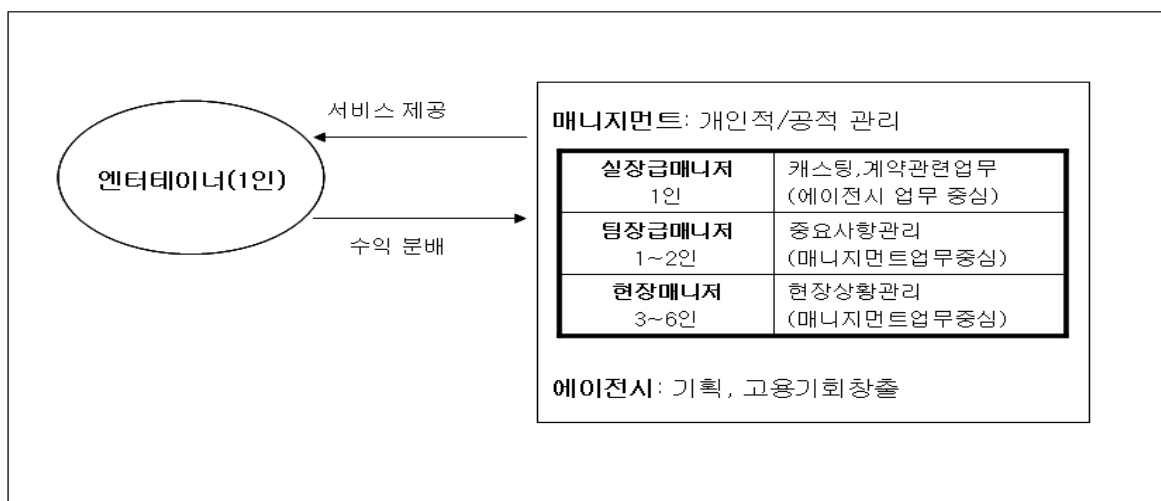 서비스 제공
엔터테이너(1인)
수익 분배
매니지먼트: 개인적/공적 관리
실장급매니저
1인
캐스팅,계약관련업무
(에이전시 업무 중심)
팀장급매니저
1~2인
중요사항관리
(매니지먼트업무중심)
현장매니저
3~6인
현장상황관리
(매니지먼트업무중심)
에이전시: 기획, 고용기회창출